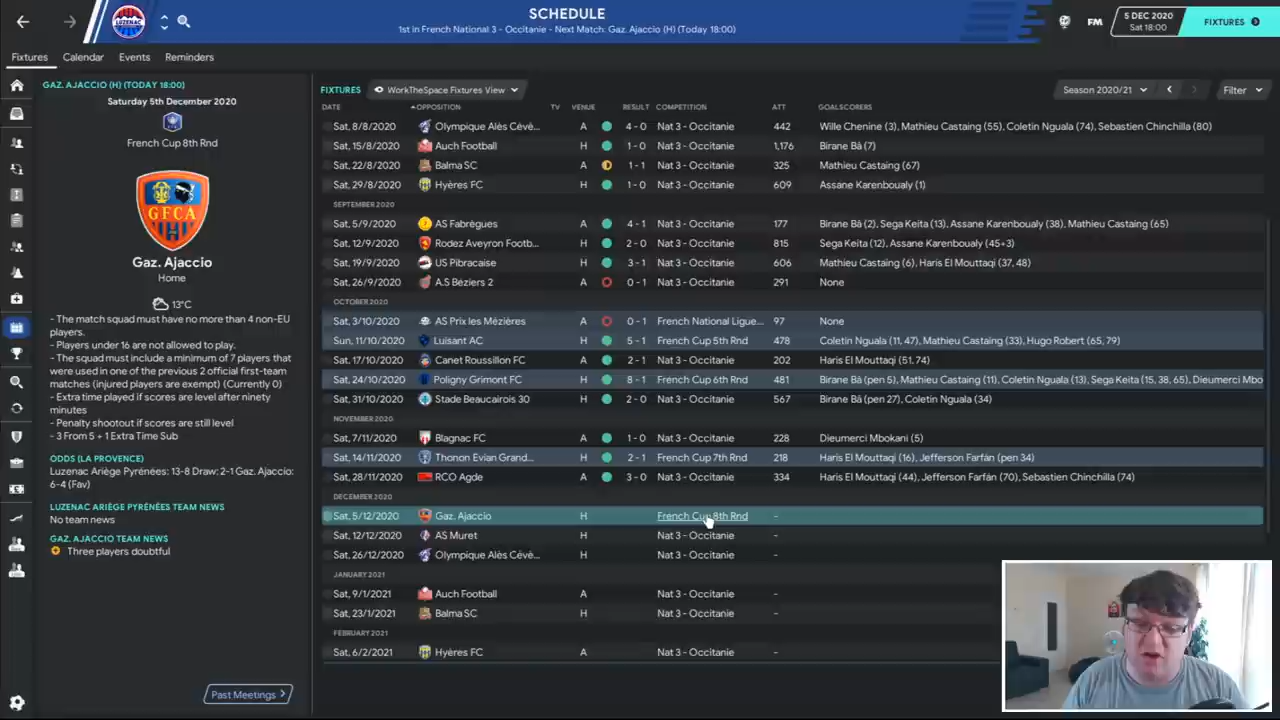 SCHEDULE
1st in French National 3 - Occitanie - Next Match: Gaz. Ajaccio (H) (Today 18:00)
FM
5 DEC 2020
Sat 18:00
FIXTURES
Fixtures Calendar Events Reminders
GAZ. AJACCIO (H) (TODAY 18:00)
Saturday 5th December 2020
French Cup 8th Rnd
GFCA
Gaz. Ajaccio
Home
13°C
- The match squad must have no more than 4 non-EU
players.
- Players under 16 are not allowed to play.
- The squad must include a minimum of 7 players that
were used in one of the previous 2 official first-team
matches (injured players are exempt) (Currently 0)
- Extra time played if scores are level after ninety
minutes
- Penalty shootout if scores are still level
- 3 From 5 + 1 Extra Time Sub
ODDS (LA PROVENCE)
Luzenac Ariège Pyrénées: 13-8 Draw: 2-1 Gaz. Ajaccio:
6-4 (Fav)
LUZENAC ARIÈGE PYRÉNÉES TEAM NEWS
No team news
GAZ. AJACCIO TEAM NEWS
Three players doubtful
Past Meetings >
FIXTURES WorkTheSpace Fixtures View Season 2020/21 < > Filter
DATE OPPOSITION TV VENUE RESULT COMPETITION ATT GOALSCORERS
Sat, 8/8/2020 Olympique Alès Cévé... A 4 - 0 Nat 3 - Occitanie 442 Wille Chenine (3), Mathieu Castaing (55), Coletin Nguala (74), Sebastien Chinchilla (80)
Sat, 15/8/2020 Auch Football H 1 - 0 Nat 3 - Occitanie 1,176 Birane Bâ (7)
Sat, 22/8/2020 Balma SC A 1 - 1 Nat 3 - Occitanie 325 Mathieu Castaing (67)
Sat, 29/8/2020 Hyères FC H 1 - 0 Nat 3 - Occitanie 609 Assane Karenboualy (1)
SEPTEMBER 2020
Sat, 5/9/2020 AS Fabrègues A 4 - 1 Nat 3 - Occitanie 177 Birane Bâ (2), Sega Keita (13), Assane Karenboualy (38), Mathieu Castaing (65)
Sat, 12/9/2020 Rodez Aveyron Footb... H 2 - 0 Nat 3 - Occitanie 815 Sega Keita (12), Assane Karenboualy (45+3)
Sat, 19/9/2020 US Pibracaise H 3 - 1 Nat 3 - Occitanie 606 Mathieu Castaing (6), Haris El Mouttaqi (37, 48)
Sat, 26/9/2020 A.S Béziers 2 A 0 - 1 Nat 3 - Occitanie 291 None
OCTOBER 2020
Sat, 3/10/2020 AS Prix les Mézières A 0 - 1 French National Ligue... 97 None
Sun, 11/10/2020 Luisant AC H 5 - 1 French Cup 5th Rnd 478 Coletin Nguala (11, 47), Mathieu Castaing (33), Hugo Robert (65, 79)
Sat, 17/10/2020 Canet Roussillon FC A 2 - 1 Nat 3 - Occitanie 202 Haris El Mouttaqi (51, 74)
Sat, 24/10/2020 Poligny Grimont FC H 8 - 1 French Cup 6th Rnd 481 Birane Bâ (pen 5), Mathieu Castaing (11), Coletin Nguala (13), Sega Keita (15, 38, 65), Dieumerci Mbo
Sat, 31/10/2020 Stade Beaucairois 30 H 2 - 0 Nat 3 - Occitanie 567 Birane Bâ (pen 27), Coletin Nguala (34)
NOVEMBER 2020
Sat, 7/11/2020 Blagnac FC A 1 - 0 Nat 3 - Occitanie 228 Dieumerci Mbokani (5)
Sat, 14/11/2020 Thonon Evian Grand... H 2 - 1 French Cup 7th Rnd 218 Haris El Mouttaqi (16), Jefferson Farfán (pen 34)
Sat, 28/11/2020 RCO Agde A 3 - 0 Nat 3 - Occitanie 334 Haris El Mouttaqi (44), Jefferson Farfán (70), Sebastien Chinchilla (74)
DECEMBER 2020
Sat, 5/12/2020 Gaz. Ajaccio H French Cup 8th Rnd -
Sat, 12/12/2020 AS Muret H Nat 3 - Occitanie -
Sat, 26/12/2020 Olympique Alès Cévé... H Nat 3 - Occitanie -
JANUARY 2021
Sat, 9/1/2021 Auch Football A Nat 3 - Occitanie -
Sat, 23/1/2021 Balma SC H Nat 3 - Occitanie -
FEBRUARY 2021
Sat, 6/2/2021 Hyères FC A Nat 3 - Occitanie -